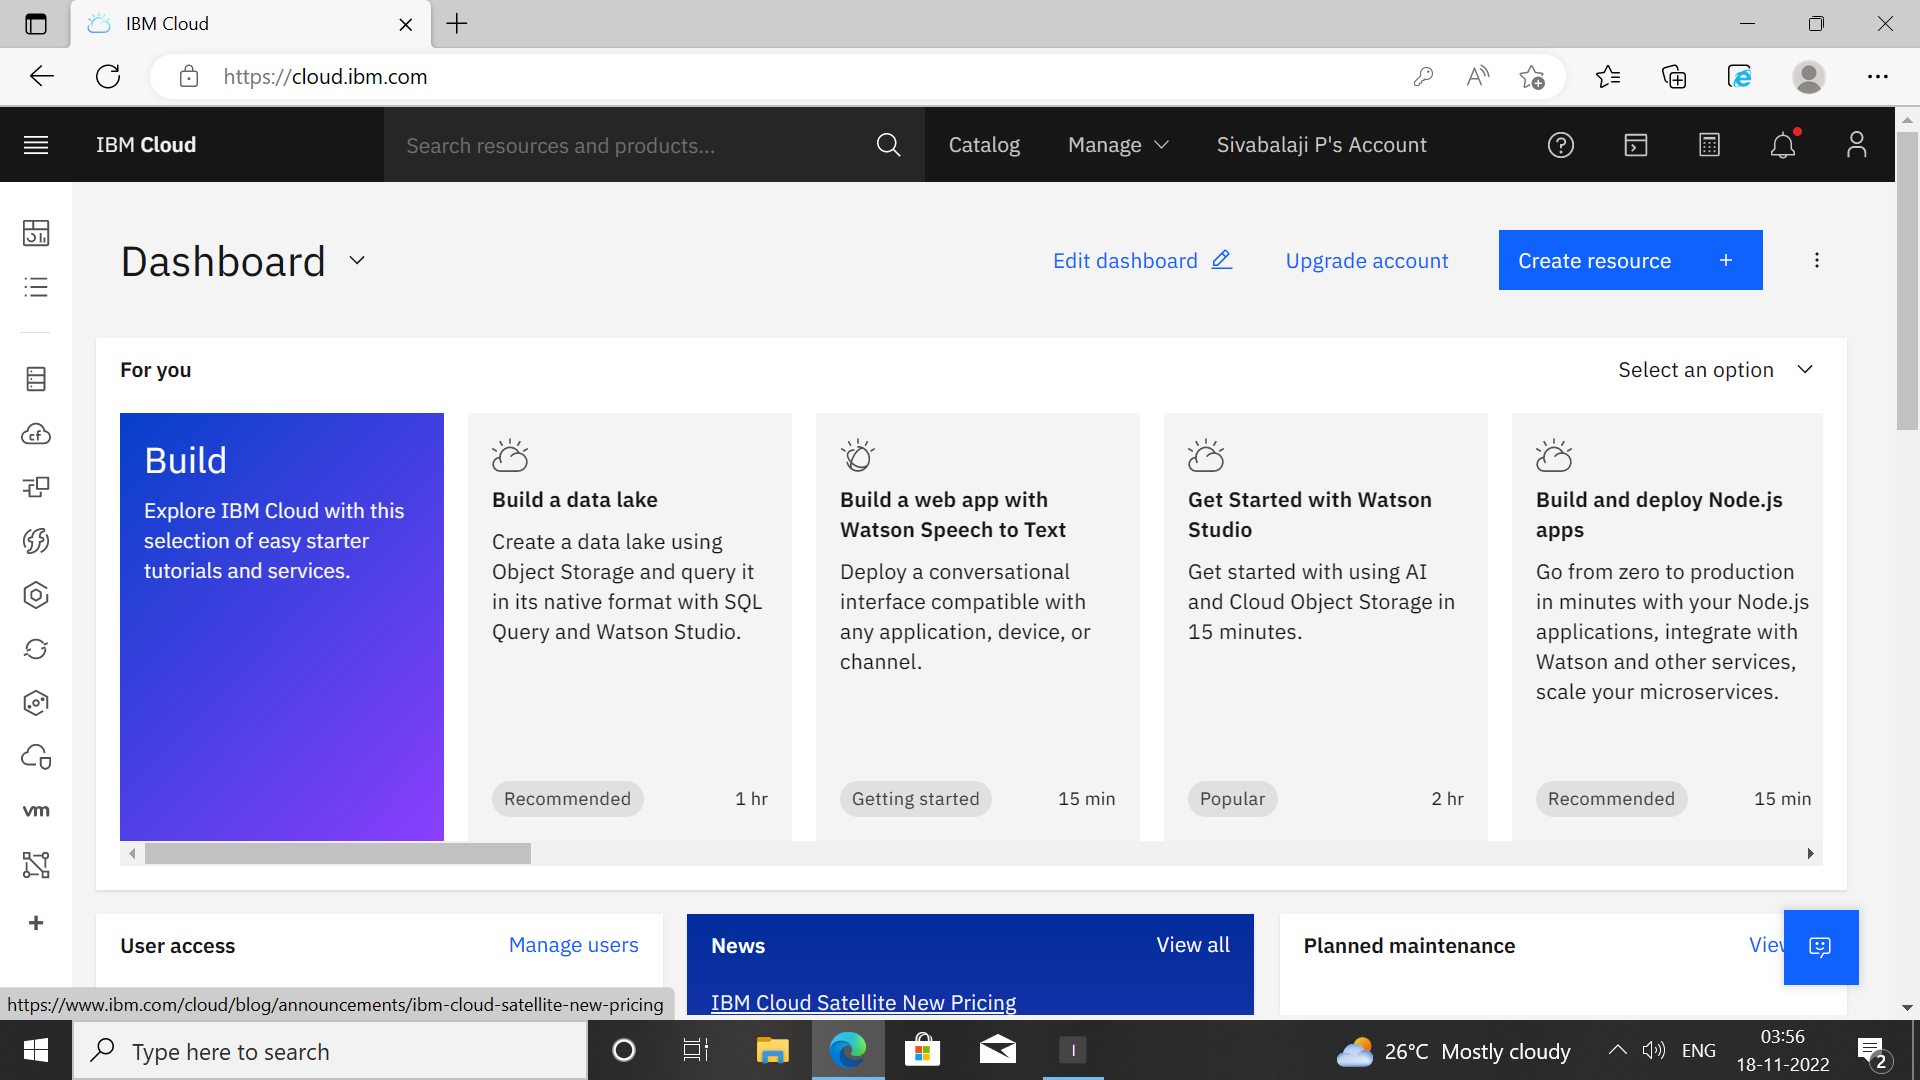 IBM Cloud
https://cloud.ibm.com
IBM Cloud
Search resources and products...
Catalog
Manage
Sivabalaji P's Account
Dashboard
Edit dashboard
Upgrade account
Create resource +
For you
Select an option
Build
Explore IBM Cloud with this
selection of easy starter
tutorials and services.
Build a data lake
Create a data lake using
Object Storage and query it
in its native format with SQL
Query and Watson Studio.
Recommended
1 hr
Build a web app with
Watson Speech to Text
Deploy a conversational
interface compatible with
any application, device, or
channel.
Getting started
15 min
Get Started with Watson
Studio
Get started with using AI
and Cloud Object Storage in
15 minutes.
Popular
2 hr
Build and deploy Node.js
apps
Go from zero to production
in minutes with your Node.js
applications, integrate with
Watson and other services,
scale your microservices.
Recommended
15 min
cf
vm
User access
Manage users
News
View all
IBM Cloud Satellite New Pricing
Planned maintenance
View
https://www.ibm.com/cloud/blog/announcements/ibm-cloud-satellite-new-pricing
Type here to search
I
26°C Mostly cloudy
ENG
03:56
18-11-2022
2